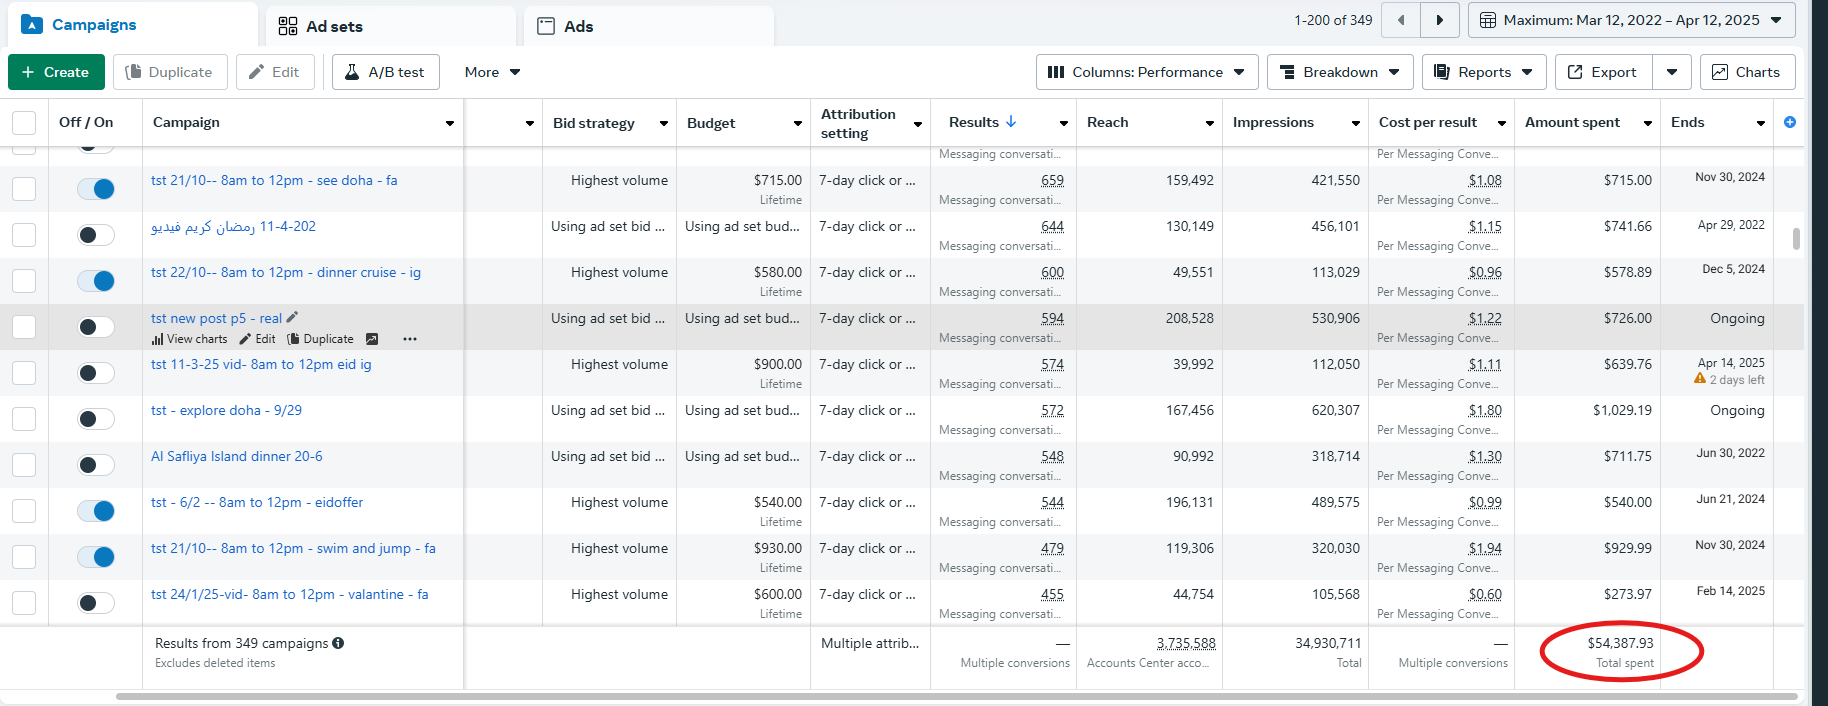 Campaigns
Ad sets
Ads
1-200 of 349
Maximum: Mar 12, 2022 – Apr 12, 2025
+ Create
Duplicate
Edit
A/B test
More
Columns: Performance
Breakdown
Reports
Export
Charts
Off / On
Campaign
Bid strategy
Budget
Attribution setting
Results
Reach
Impressions
Cost per result
Amount spent
Ends
Messaging conversati... Per Messaging Conve...
tst 21/10-- 8am to 12pm - see doha - fa Highest volume $715.00 7-day click or ... 659 159,492 421,550 $1.08 $715.00 Nov 30, 2024
Lifetime Messaging conversati... Per Messaging Conve...
11-4-202 رمضان كريم فيديو Using ad set bid ... Using ad set bud... 7-day click or ... 644 130,149 456,101 $1.15 $741.66 Apr 29, 2022
Messaging conversati... Per Messaging Conve...
tst 22/10-- 8am to 12pm - dinner cruise - ig Highest volume $580.00 7-day click or ... 600 49,551 113,029 $0.96 $578.89 Dec 5, 2024
Lifetime Messaging conversati... Per Messaging Conve...
tst new post p5 - real Using ad set bid ... Using ad set bud... 7-day click or ... 594 208,528 530,906 $1.22 $726.00 Ongoing
View charts Edit Duplicate ... Messaging conversati... Per Messaging Conve...
tst 11-3-25 vid- 8am to 12pm eid ig Highest volume $900.00 7-day click or ... 574 39,992 112,050 $1.11 $639.76 Apr 14, 2025
Lifetime Messaging conversati... Per Messaging Conve... 2 days left
tst - explore doha - 9/29 Using ad set bid ... Using ad set bud... 7-day click or ... 572 167,456 620,307 $1.80 $1,029.19 Ongoing
Messaging conversati... Per Messaging Conve...
Al Safliya Island dinner 20-6 Using ad set bid ... Using ad set bud... 7-day click or ... 548 90,992 318,714 $1.30 $711.75 Jun 30, 2022
Messaging conversati... Per Messaging Conve...
tst - 6/2 -- 8am to 12pm - eidoffer Highest volume $540.00 7-day click or ... 544 196,131 489,575 $0.99 $540.00 Jun 21, 2024
Lifetime Messaging conversati... Per Messaging Conve...
tst 21/10-- 8am to 12pm - swim and jump - fa Highest volume $930.00 7-day click or ... 479 119,306 320,030 $1.94 $929.99 Nov 30, 2024
Lifetime Messaging conversati... Per Messaging Conve...
tst 24/1/25-vid- 8am to 12pm - valantine - fa Highest volume $600.00 7-day click or ... 455 44,754 105,568 $0.60 $273.97 Feb 14, 2025
Lifetime Messaging conversati... Per Messaging Conve...
Results from 349 campaigns Multiple attrib... — 3,735,588 34,930,711 — $54,387.93
Excludes deleted items Multiple conversions Accounts Center acco... Total Multiple conversions Total spent